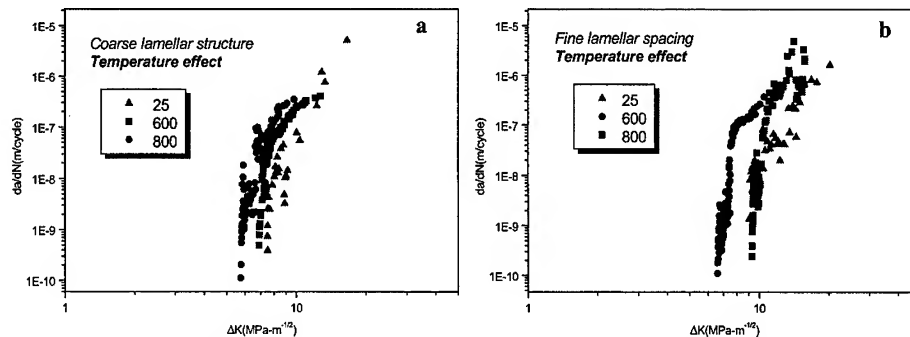 a
Coarse lamellar structure
Temperature effect
25
600
800
1E-5
1E-6
1E-7
1E-8
1E-9
1E-10
da/dN(m/cycle)
1
10
ΔK(MPa-m^-1/2)
b
Fine lamellar spacing
Temperature effect
25
600
800
1E-5
1E-6
1E-7
1E-8
1E-9
1E-10
da/dN(m/cycle)
1
10
ΔK(MPa-m^-1/2)